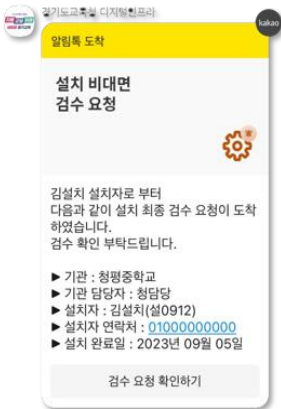 경기도교육청 디지털인프라
kakao
알림톡 도착
설치 비대면
검수 요청
김설치 설치자로 부터
다음과 같이 설치 최종 검수 요청이 도착
하였습니다.
검수 확인 부탁드립니다.
▶ 기관 : 청평중학교
▶ 기관 담당자 : 청담당
▶ 설치자 : 김설치(설0912)
▶ 설치자 연락처 : 01000000000
▶ 설치 완료일 : 2023년 09월 05일
검수 요청 확인하기